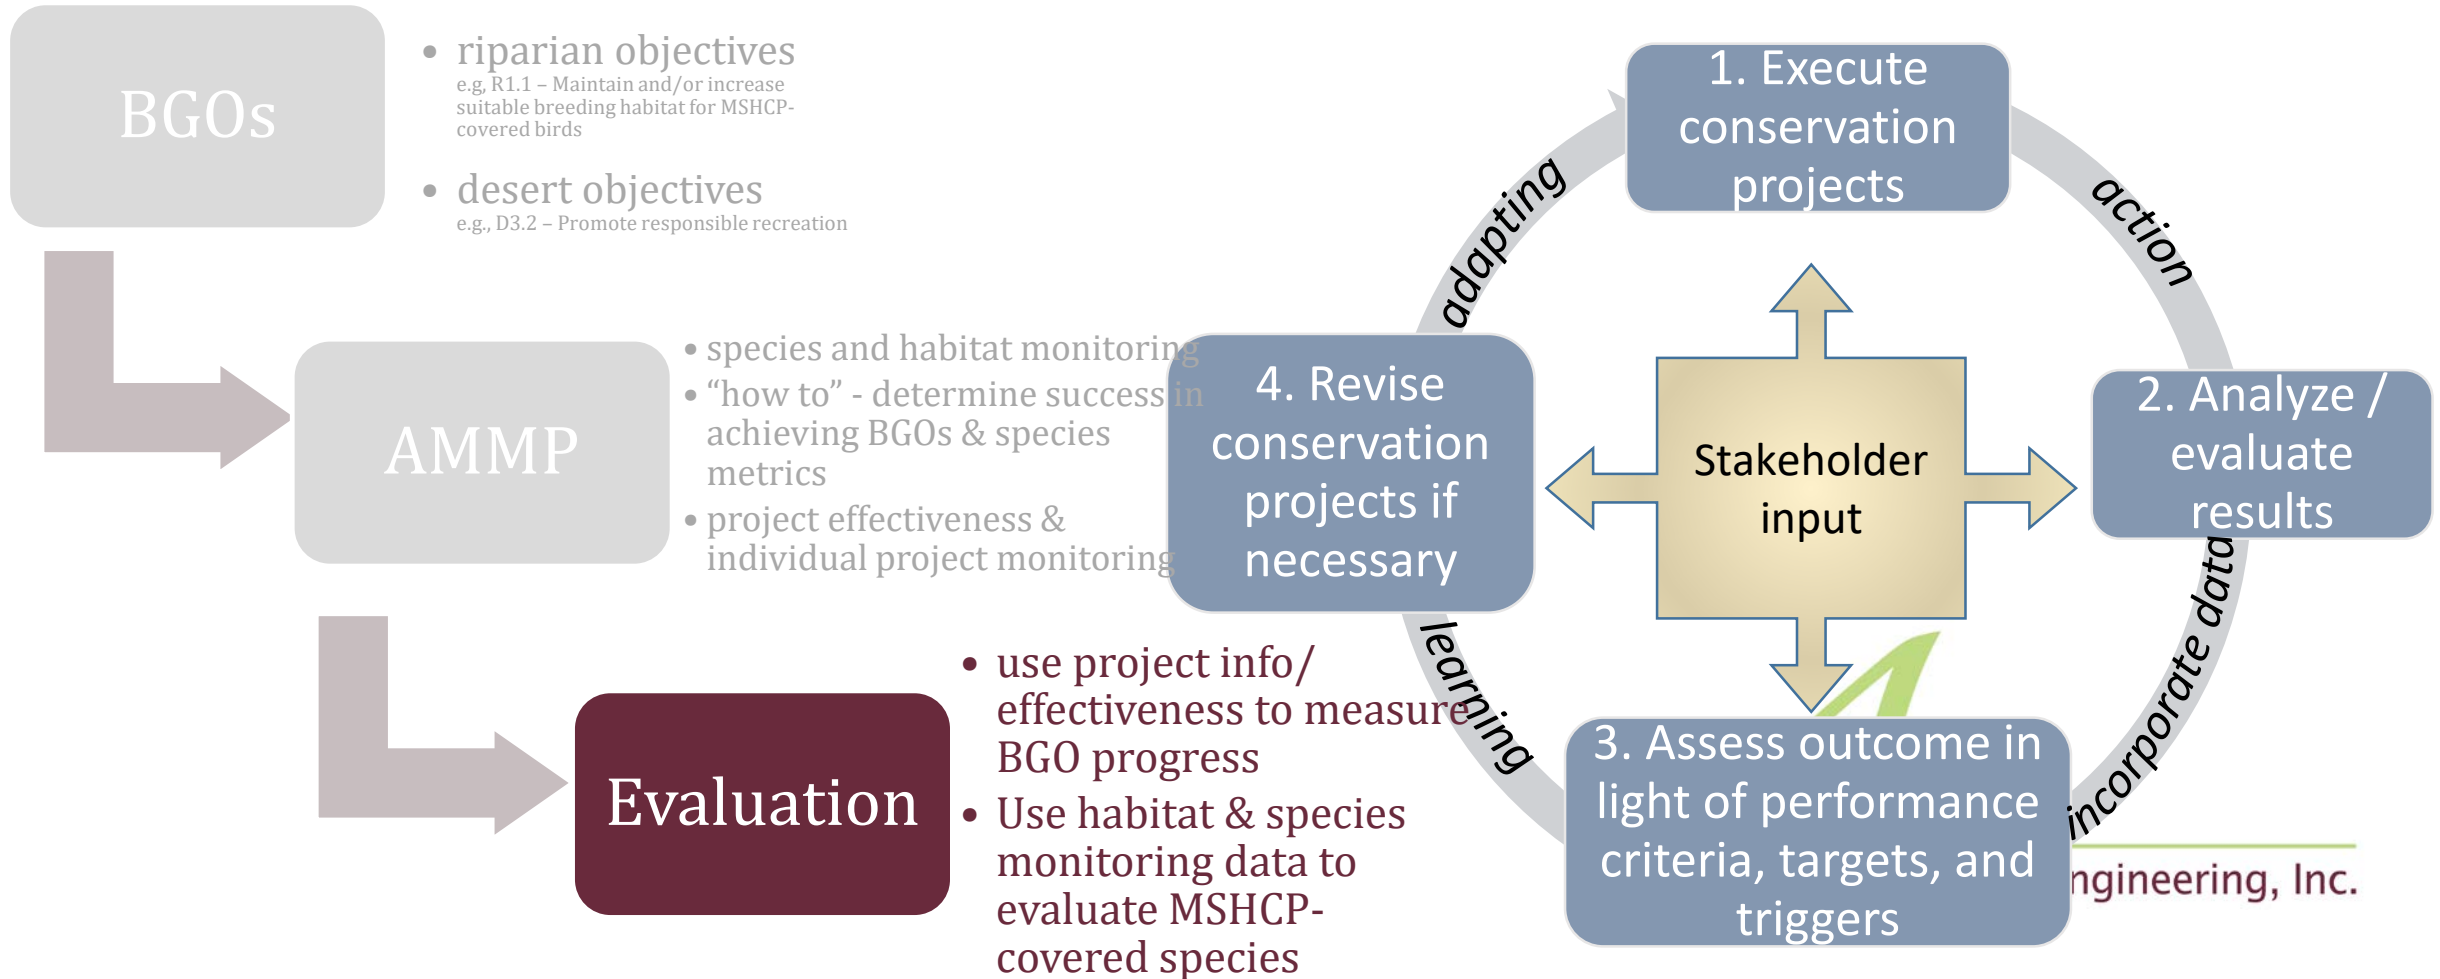 BGOs
• riparian objectives
e.g, R1.1 – Maintain and/or increase
suitable breeding habitat for MSHCP-
covered birds
• desert objectives
e.g., D3.2 – Promote responsible recreation
AMMP
• species and habitat monitoring
• “how to” - determine success in
achieving BGOs & species
metrics
• project effectiveness &
individual project monitoring
Evaluation
• use project info/
effectiveness to measure
BGO progress
• Use habitat & species
monitoring data to
evaluate MSHCP-
covered species
1. Execute
conservation
projects
action
2. Analyze /
evaluate
results
incorporate data
3. Assess outcome in
light of performance
criteria, targets, and
triggers
learning
4. Revise
conservation
projects if
necessary
adapting
Stakeholder
input
ngineering, Inc.